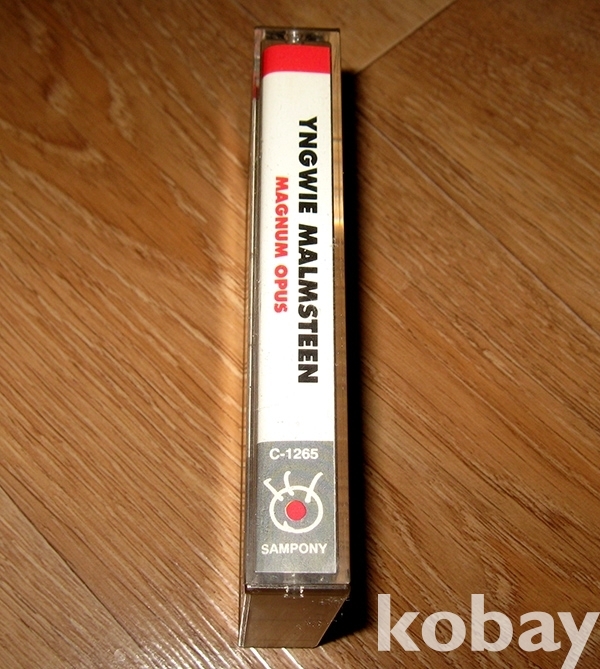 YNGWIE MALMSTEEN
MAGNUM OPUS
C-1265
SAMPONY
kobay